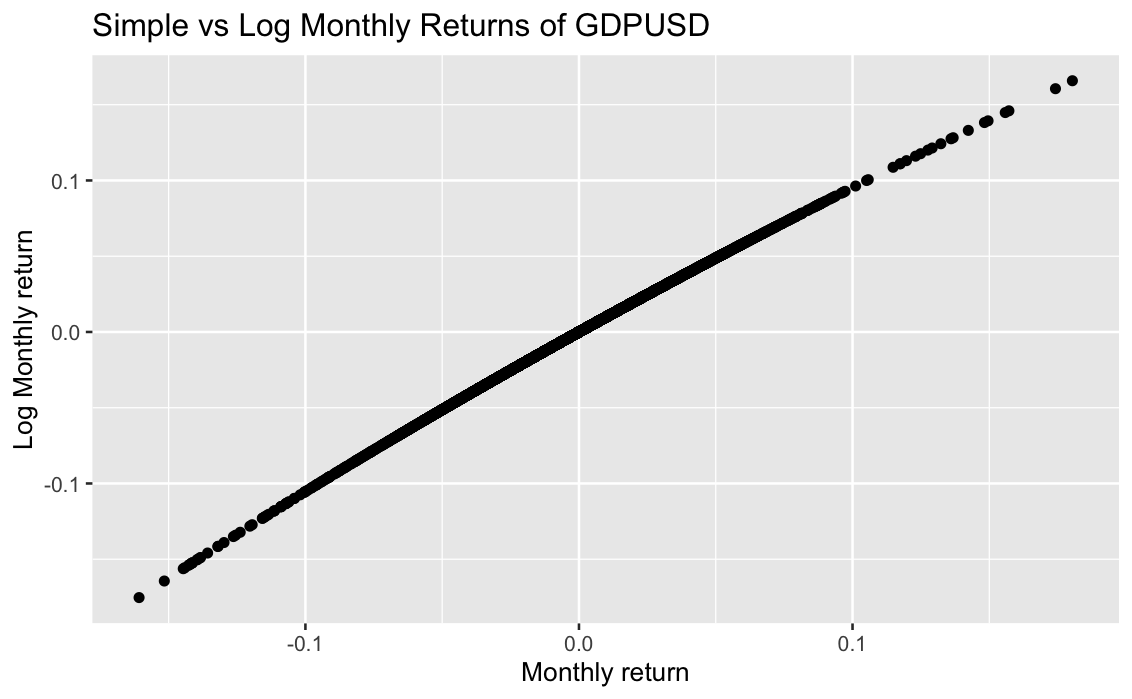 Simple vs Log Monthly Returns of GDPUSD
Log Monthly return
0.1
0.0
-0.1
-0.1 0.0 0.1
Monthly return